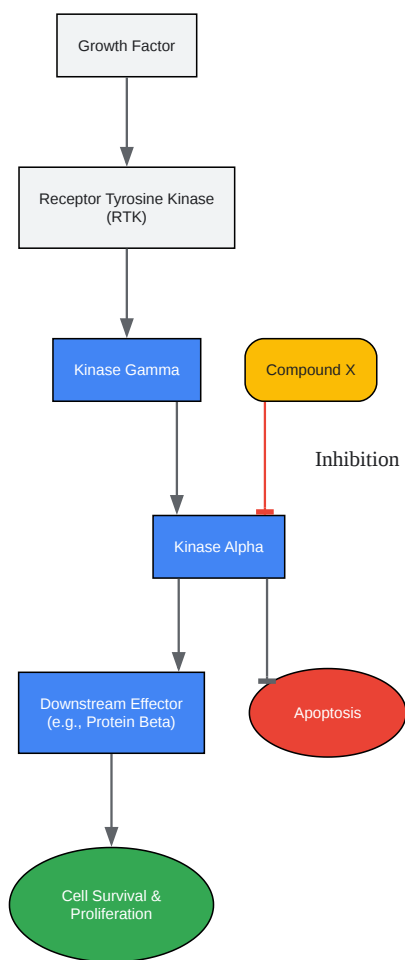 Growth Factor
Receptor Tyrosine Kinase
(RTK)
Kinase Gamma
Compound X
Inhibition
Kinase Alpha
Downstream Effector
(e.g., Protein Beta)
Apoptosis
Cell Survival &
Proliferation